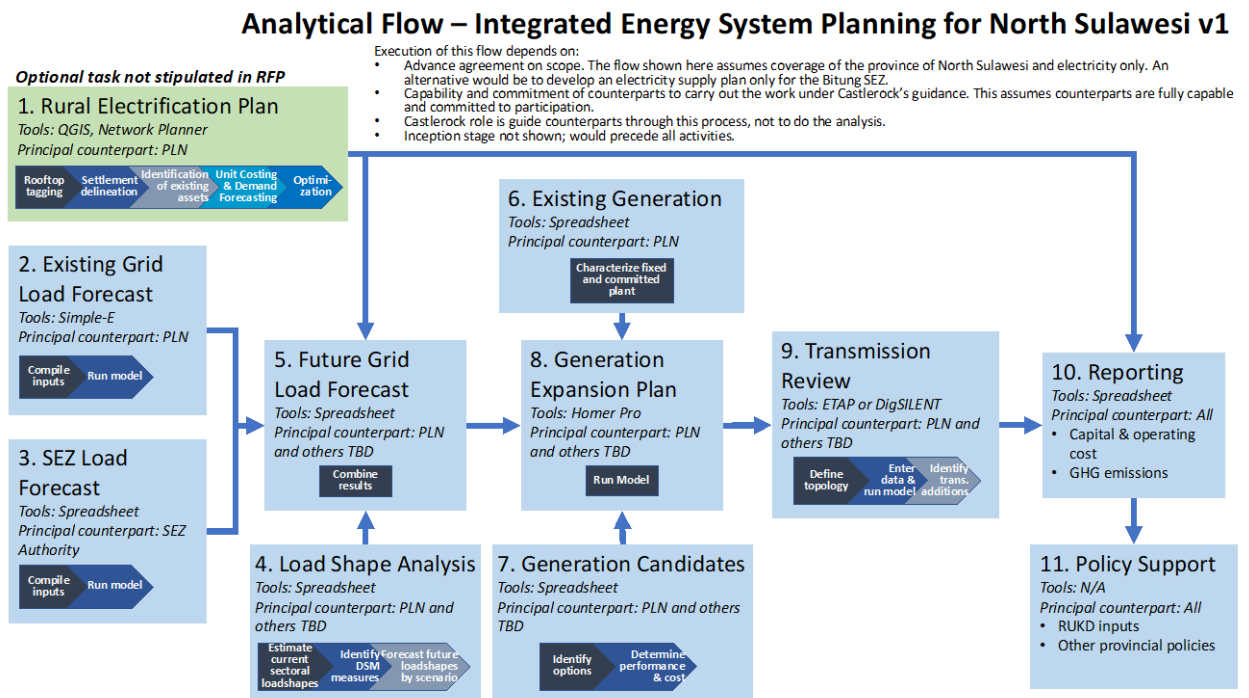 Analytical Flow – Integrated Energy System Planning for North Sulawesi v1
Execution of this flow depends on:
• Advance agreement on scope. The flow shown here assumes coverage of the province of North Sulawesi and electricity only. An
alternative would be to develop an electricity supply plan only for the Bitung SEZ.
• Capability and commitment of counterparts to carry out the work under Castlerock's guidance. This assumes counterparts are fully capable
and committed to participation.
• Castlerock role is guide counterparts through this process, not to do the analysis.
• Inception stage not shown; would precede all activities.
Optional task not stipulated in RFP
1. Rural Electrification Plan
Tools: QGIS, Network Planner
Principal counterpart: PLN
Rooftop
tagging
Settlement
delineation
Identification
of existing
assets
Unit Costing
& Demand
Forecasting
Optimi-
zation
2. Existing Grid
Load Forecast
Tools: Simple-E
Principal counterpart: PLN
Compile
inputs
Run model
3. SEZ Load
Forecast
Tools: Spreadsheet
Principal counterpart: SEZ
Authority
Compile
inputs
Run model
4. Load Shape Analysis
Tools: Spreadsheet
Principal counterpart: PLN and
others TBD
Estimate
current
sectoral
loadshapes
Identify
DSM
measures
Forecast future
loadshapes
by scenario
5. Future Grid
Load Forecast
Tools: Spreadsheet
Principal counterpart: PLN
and others TBD
Combine
results
6. Existing Generation
Tools: Spreadsheet
Principal counterpart: PLN
Characterize fixed
and committed
plant
7. Generation Candidates
Tools: Spreadsheet
Principal counterpart: PLN and others
TBD
Identify
options
Determine
performance
& cost
8. Generation
Expansion Plan
Tools: Homer Pro
Principal counterpart: PLN
and others TBD
Run Model
9. Transmission
Review
Tools: ETAP or DigSILENT
Principal counterpart: PLN and
others TBD
Define
topology
Enter
data &
run model
Identify
trans.
additions
10. Reporting
Tools: Spreadsheet
Principal counterpart: All
• Capital & operating
cost
• GHG emissions
11. Policy Support
Tools: N/A
Principal counterpart: All
• RUKD inputs
• Other provincial policies